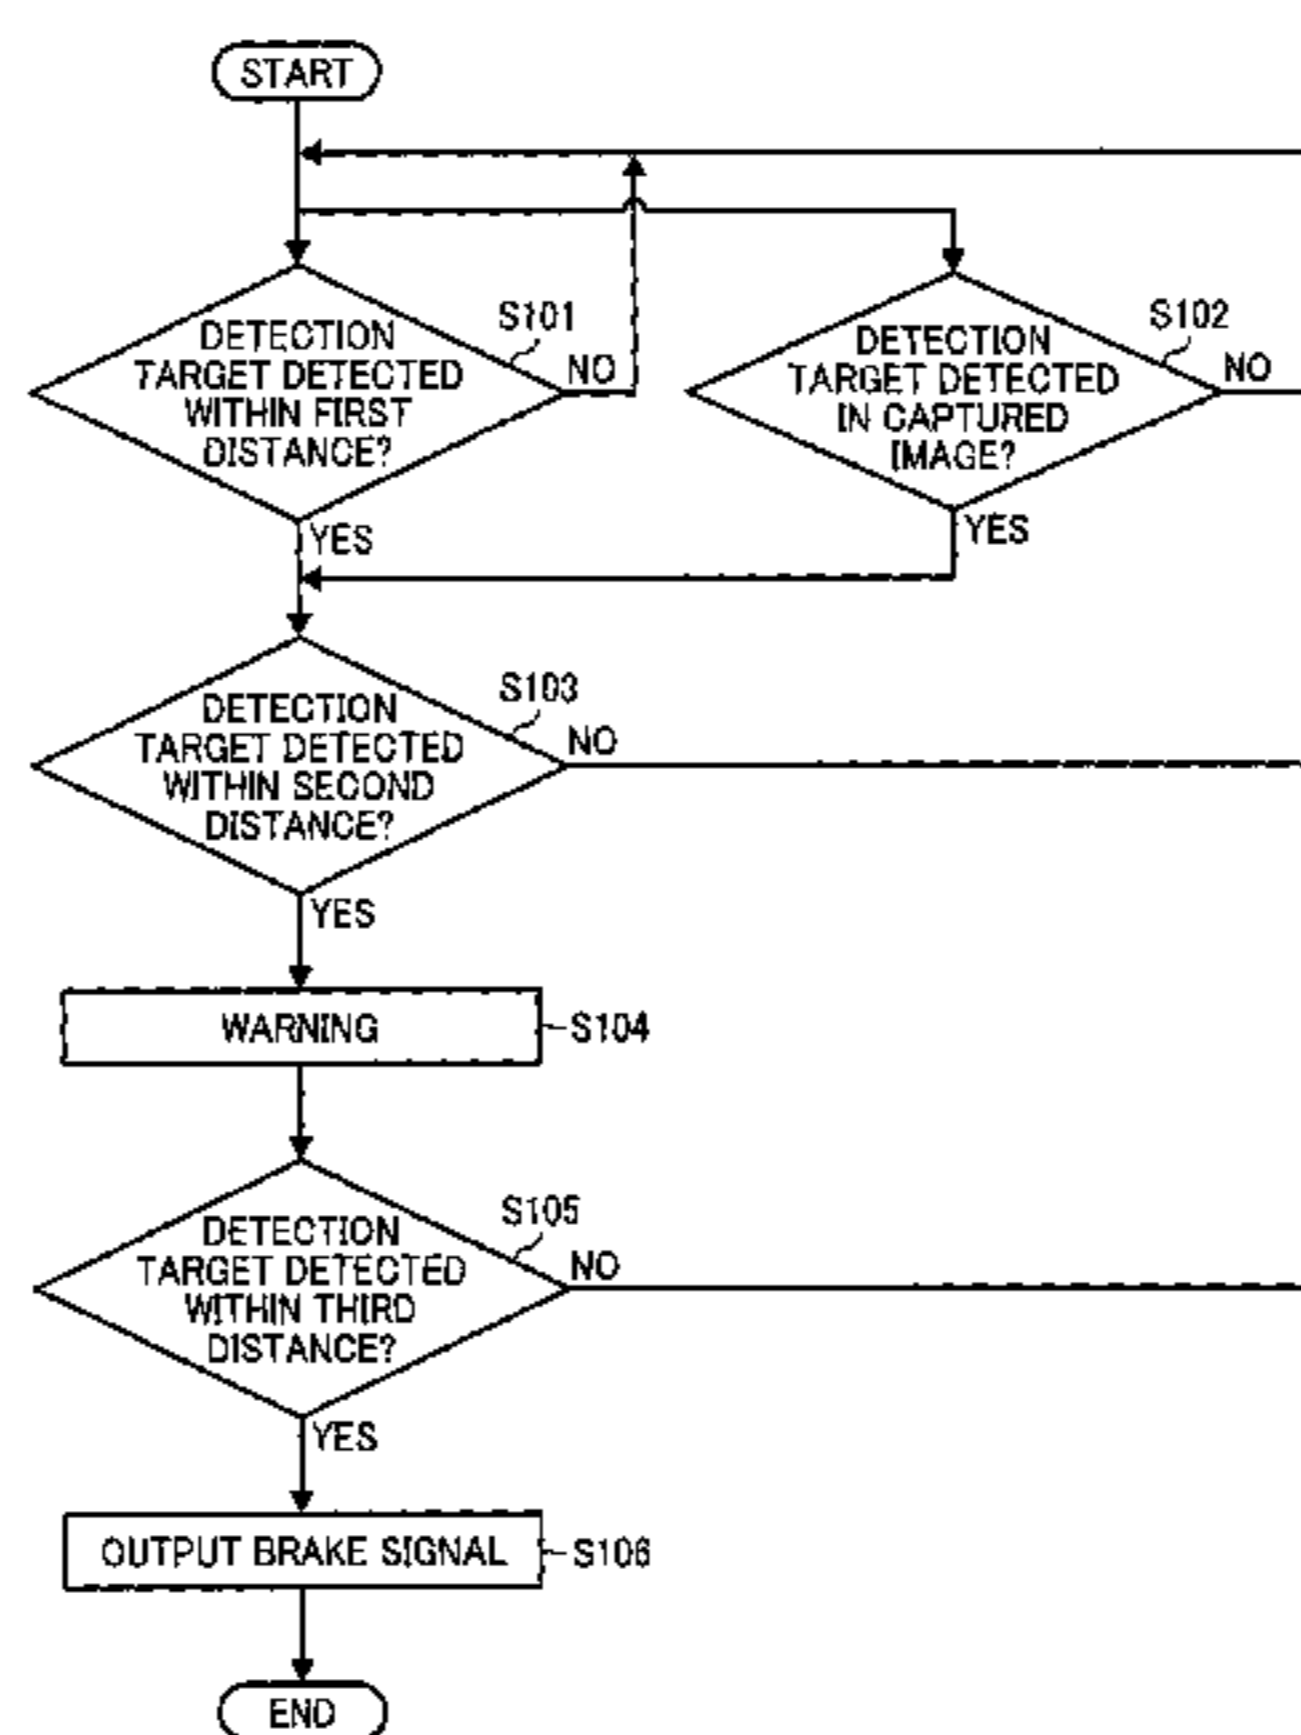 START
S101
DETECTION
TARGET DETECTED
WITHIN FIRST
DISTANCE?
NO
YES
S102
DETECTION
TARGET DETECTED
IN CAPTURED
IMAGE?
NO
YES
S103
DETECTION
TARGET DETECTED
WITHIN SECOND
DISTANCE?
NO
YES
WARNING
S104
S105
DETECTION
TARGET DETECTED
WITHIN THIRD
DISTANCE?
NO
YES
OUTPUT BRAKE SIGNAL
S106
END